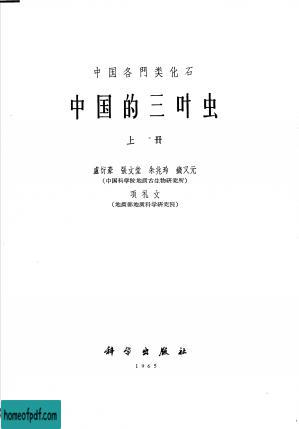 中国各門类化石
中国的三叶虫
上 册
盧衍豪 張文堂 朱兆玲 錢义元
(中国科学院地質古生物研究所)
項礼文
(地質部地質科学研究院)
科学出版社
1965
homeofpdf.com